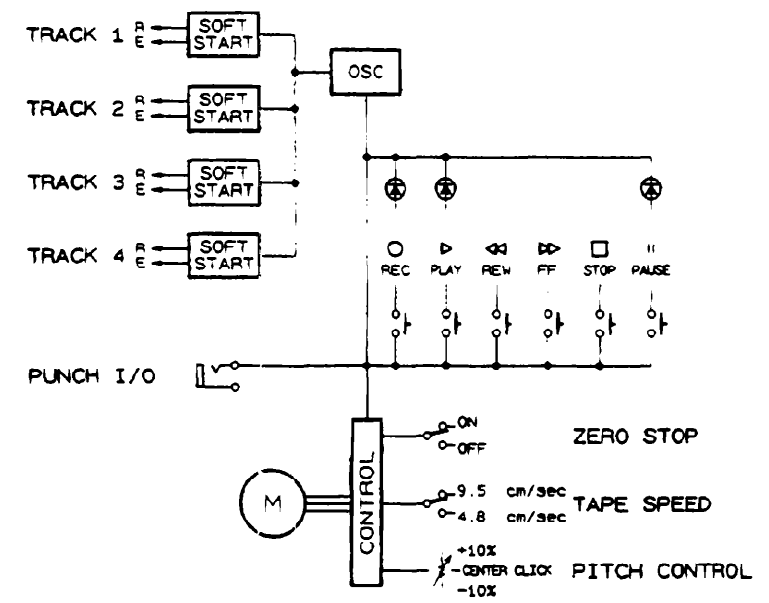 TRACK 1 R E SOFT START
OSC
TRACK 2 R E SOFT START
TRACK 3 R E SOFT START
TRACK 4 R E SOFT START
REC PLAY REW FF STOP PAUSE
PUNCH I/O
CONTROL
M
ON
OFF
ZERO STOP
9.5 cm/sec
4.8 cm/sec
TAPE SPEED
+10%
CENTER CLICK
-10%
PITCH CONTROL